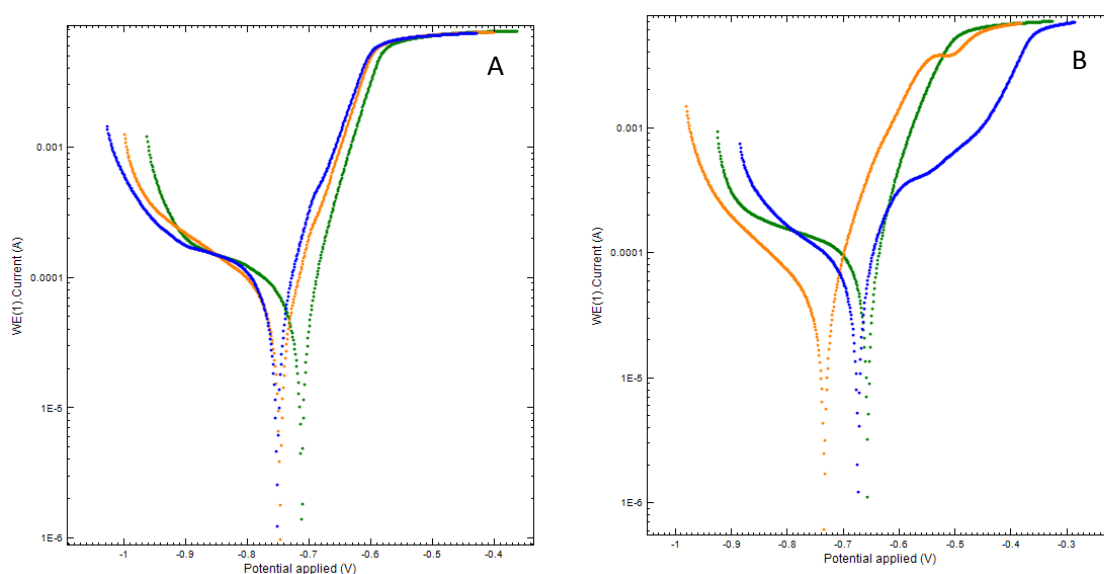 A
WE(1).Current (A)
0.001
0.0001
1E-5
1E-6
-1
-0.9
-0.8
-0.7
-0.6
-0.5
-0.4
Potential applied (V)
B
WE(1).Current (A)
0.001
0.0001
1E-5
1E-6
-1
-0.9
-0.8
-0.7
-0.6
-0.5
-0.4
-0.3
Potential applied (V)